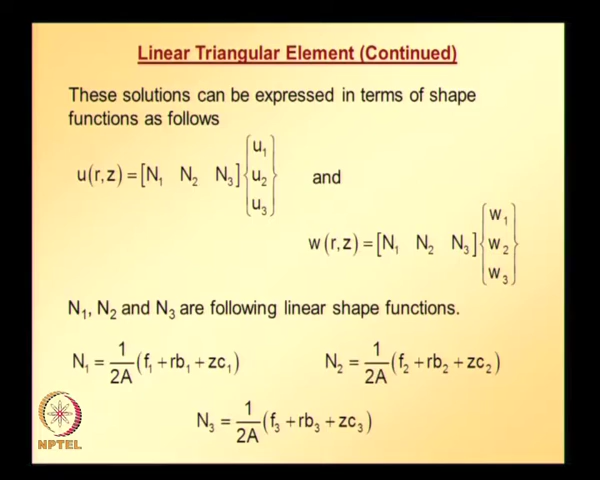 Linear Triangular Element (Continued)
These solutions can be expressed in terms of shape
functions as follows
u(r,z) = [N₁ N₂ N₃] {u₁ u₂ u₃} and
w(r,z) = [N₁ N₂ N₃] {w₁ w₂ w₃}
N₁, N₂ and N₃ are following linear shape functions.
N₁ = 1/2A (f₁ + rb₁ + zc₁) N₂ = 1/2A (f₂ + rb₂ + zc₂)
N₃ = 1/2A (f₃ + rb₃ + zc₃)
NPTEL